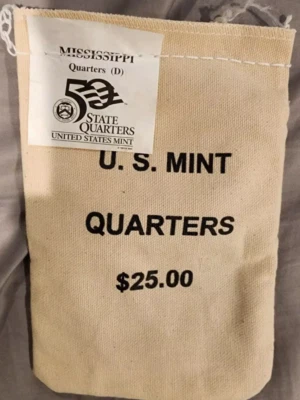 MISSISSIPPI
Quarters (D)
50
STATE
QUARTERS
UNITED STATES MINT
U. S. MINT
QUARTERS
$25.00